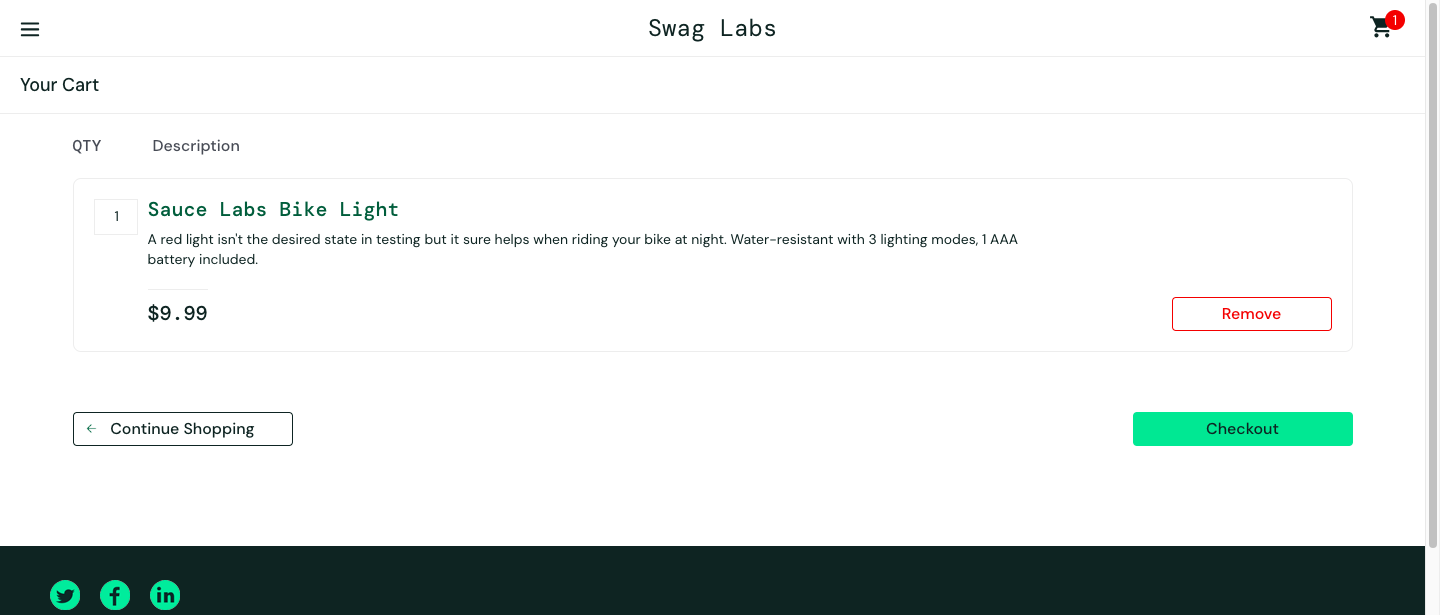 Swag Labs
1
Your Cart
QTY
Description
1
Sauce Labs Bike Light
A red light isn't the desired state in testing but it sure helps when riding your bike at night. Water-resistant with 3 lighting modes, 1 AAA
battery included.
$9.99
Remove
Continue Shopping
Checkout